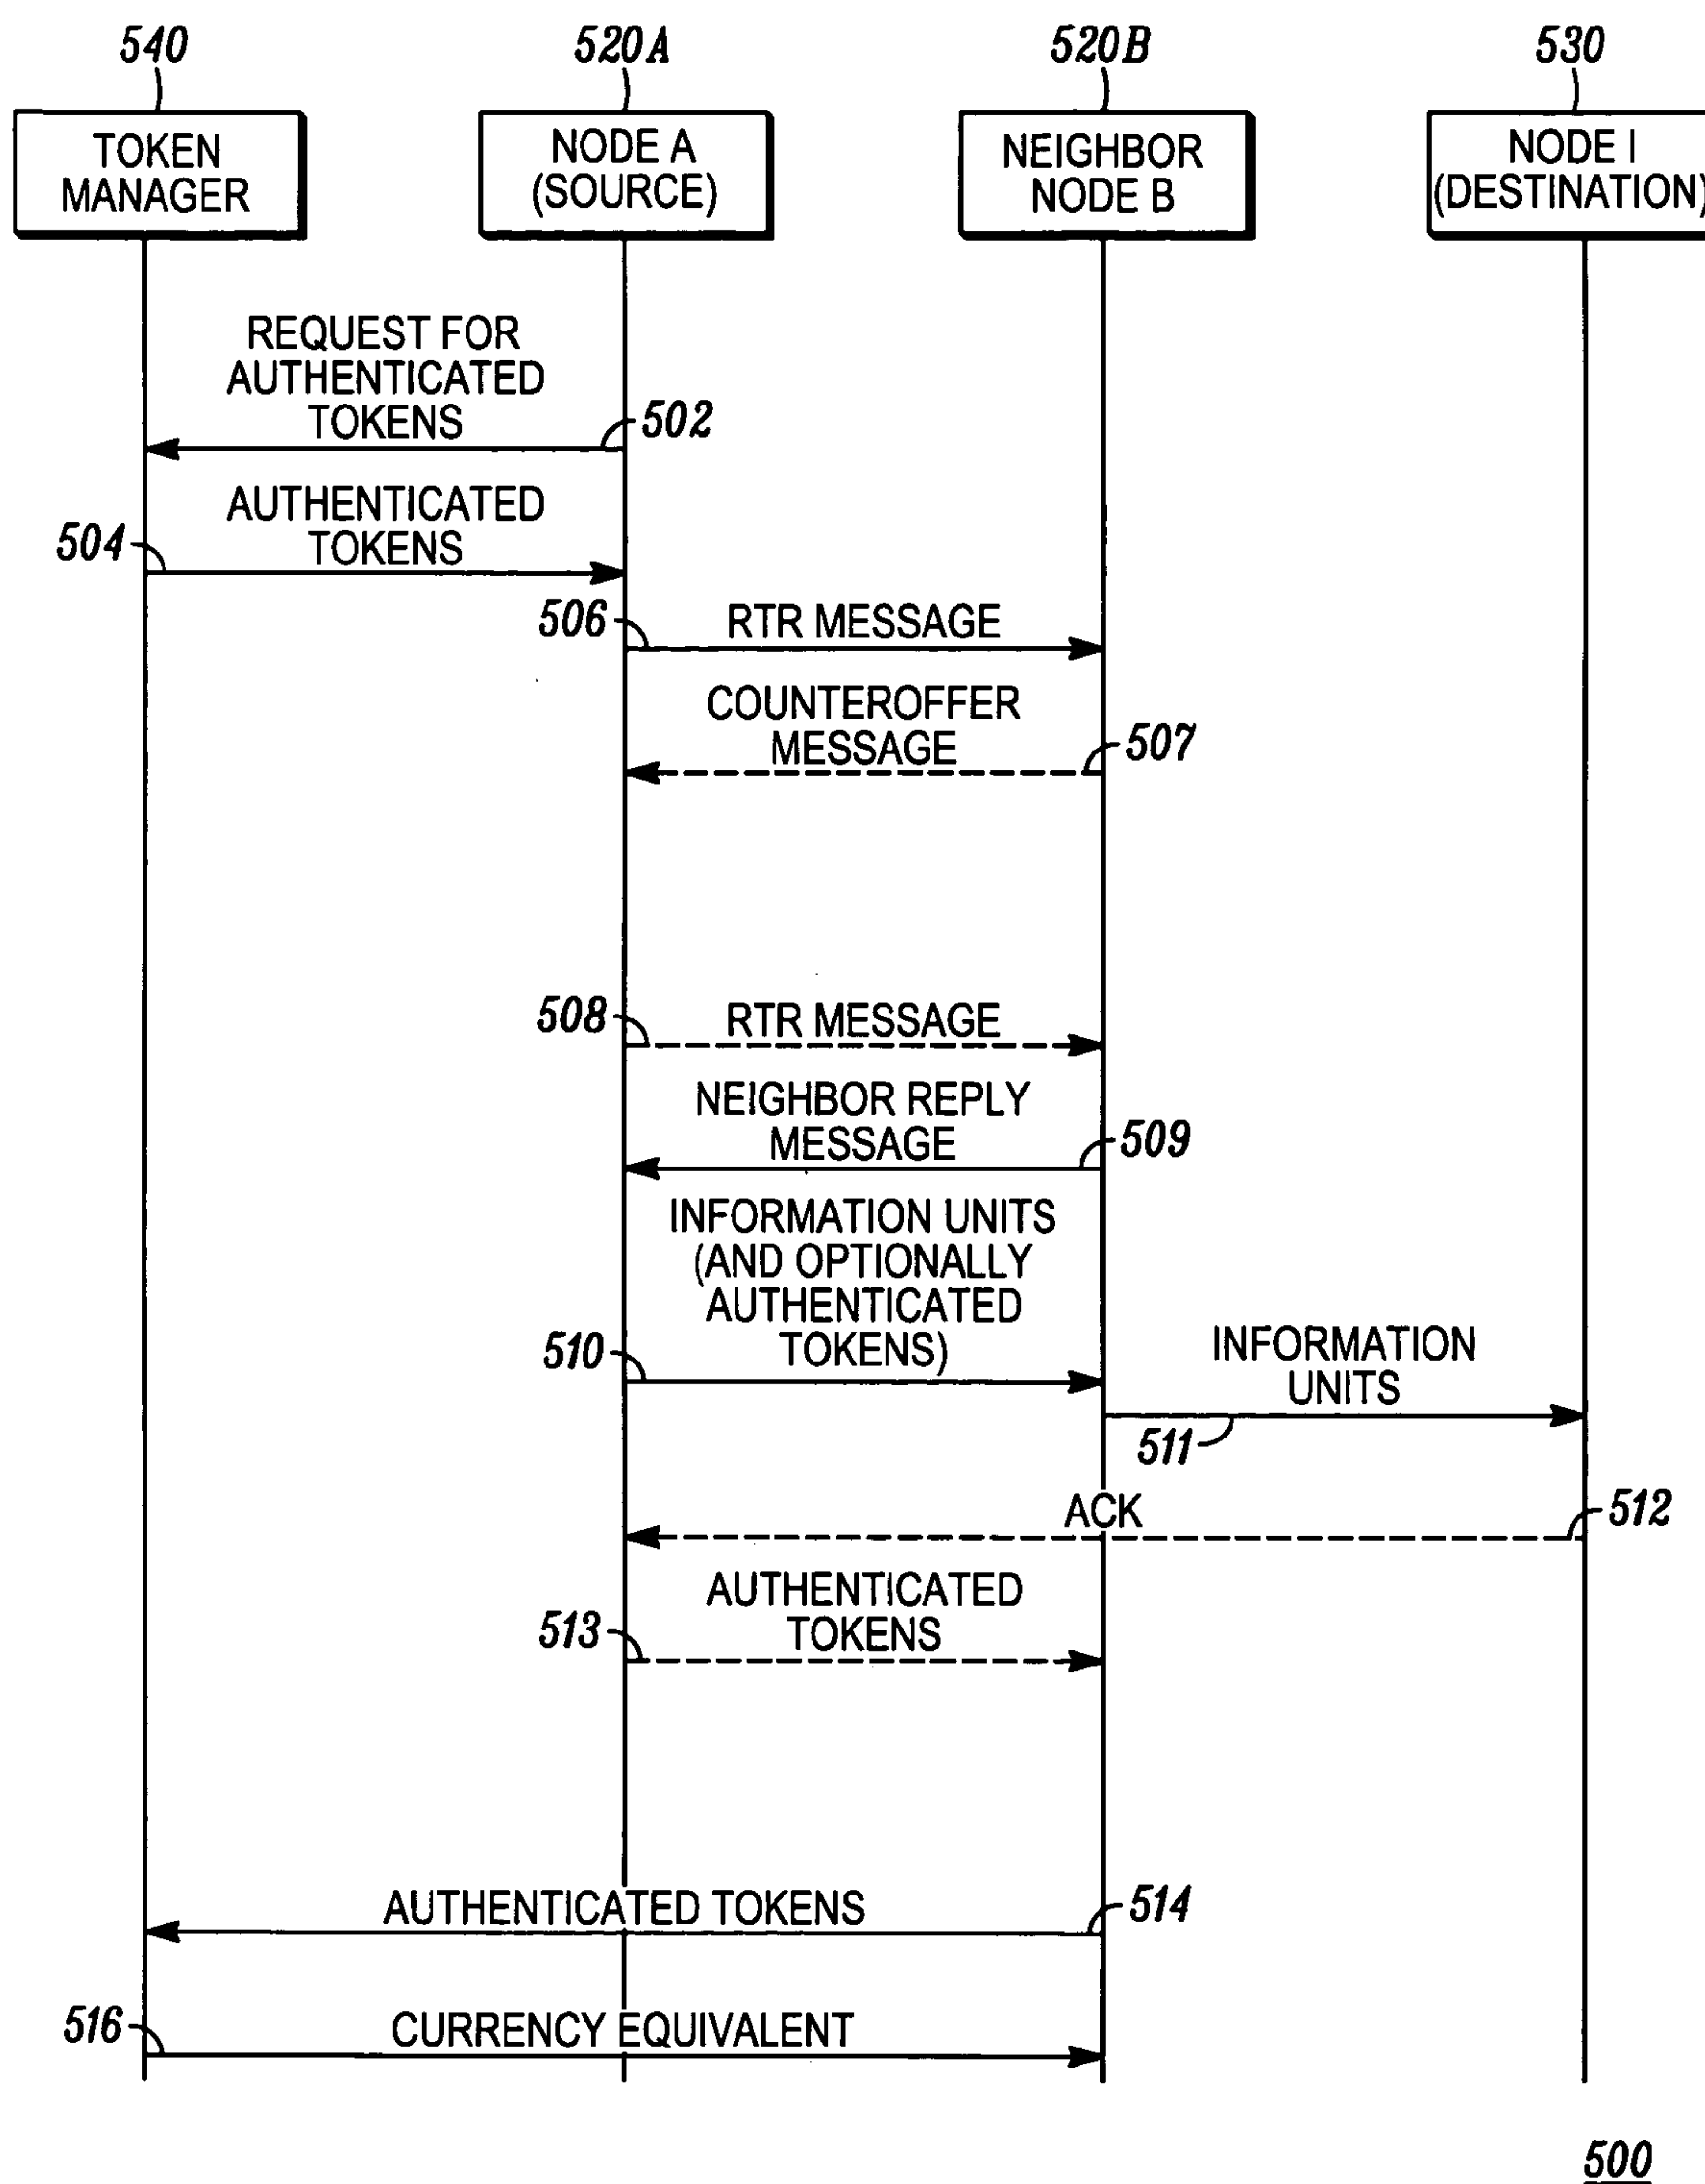 540
520A
520B
530
TOKEN
MANAGER
NODE A
(SOURCE)
NEIGHBOR
NODE B
NODE I
(DESTINATION)
REQUEST FOR
AUTHENTICATED
TOKENS
502
AUTHENTICATED
TOKENS
504
506
RTR MESSAGE
COUNTEROFFER
MESSAGE
507
508
RTR MESSAGE
NEIGHBOR REPLY
MESSAGE
509
INFORMATION UNITS
(AND OPTIONALLY
AUTHENTICATED
TOKENS)
510
INFORMATION
UNITS
511
ACK
512
AUTHENTICATED
TOKENS
513
AUTHENTICATED TOKENS
514
516
CURRENCY EQUIVALENT
500